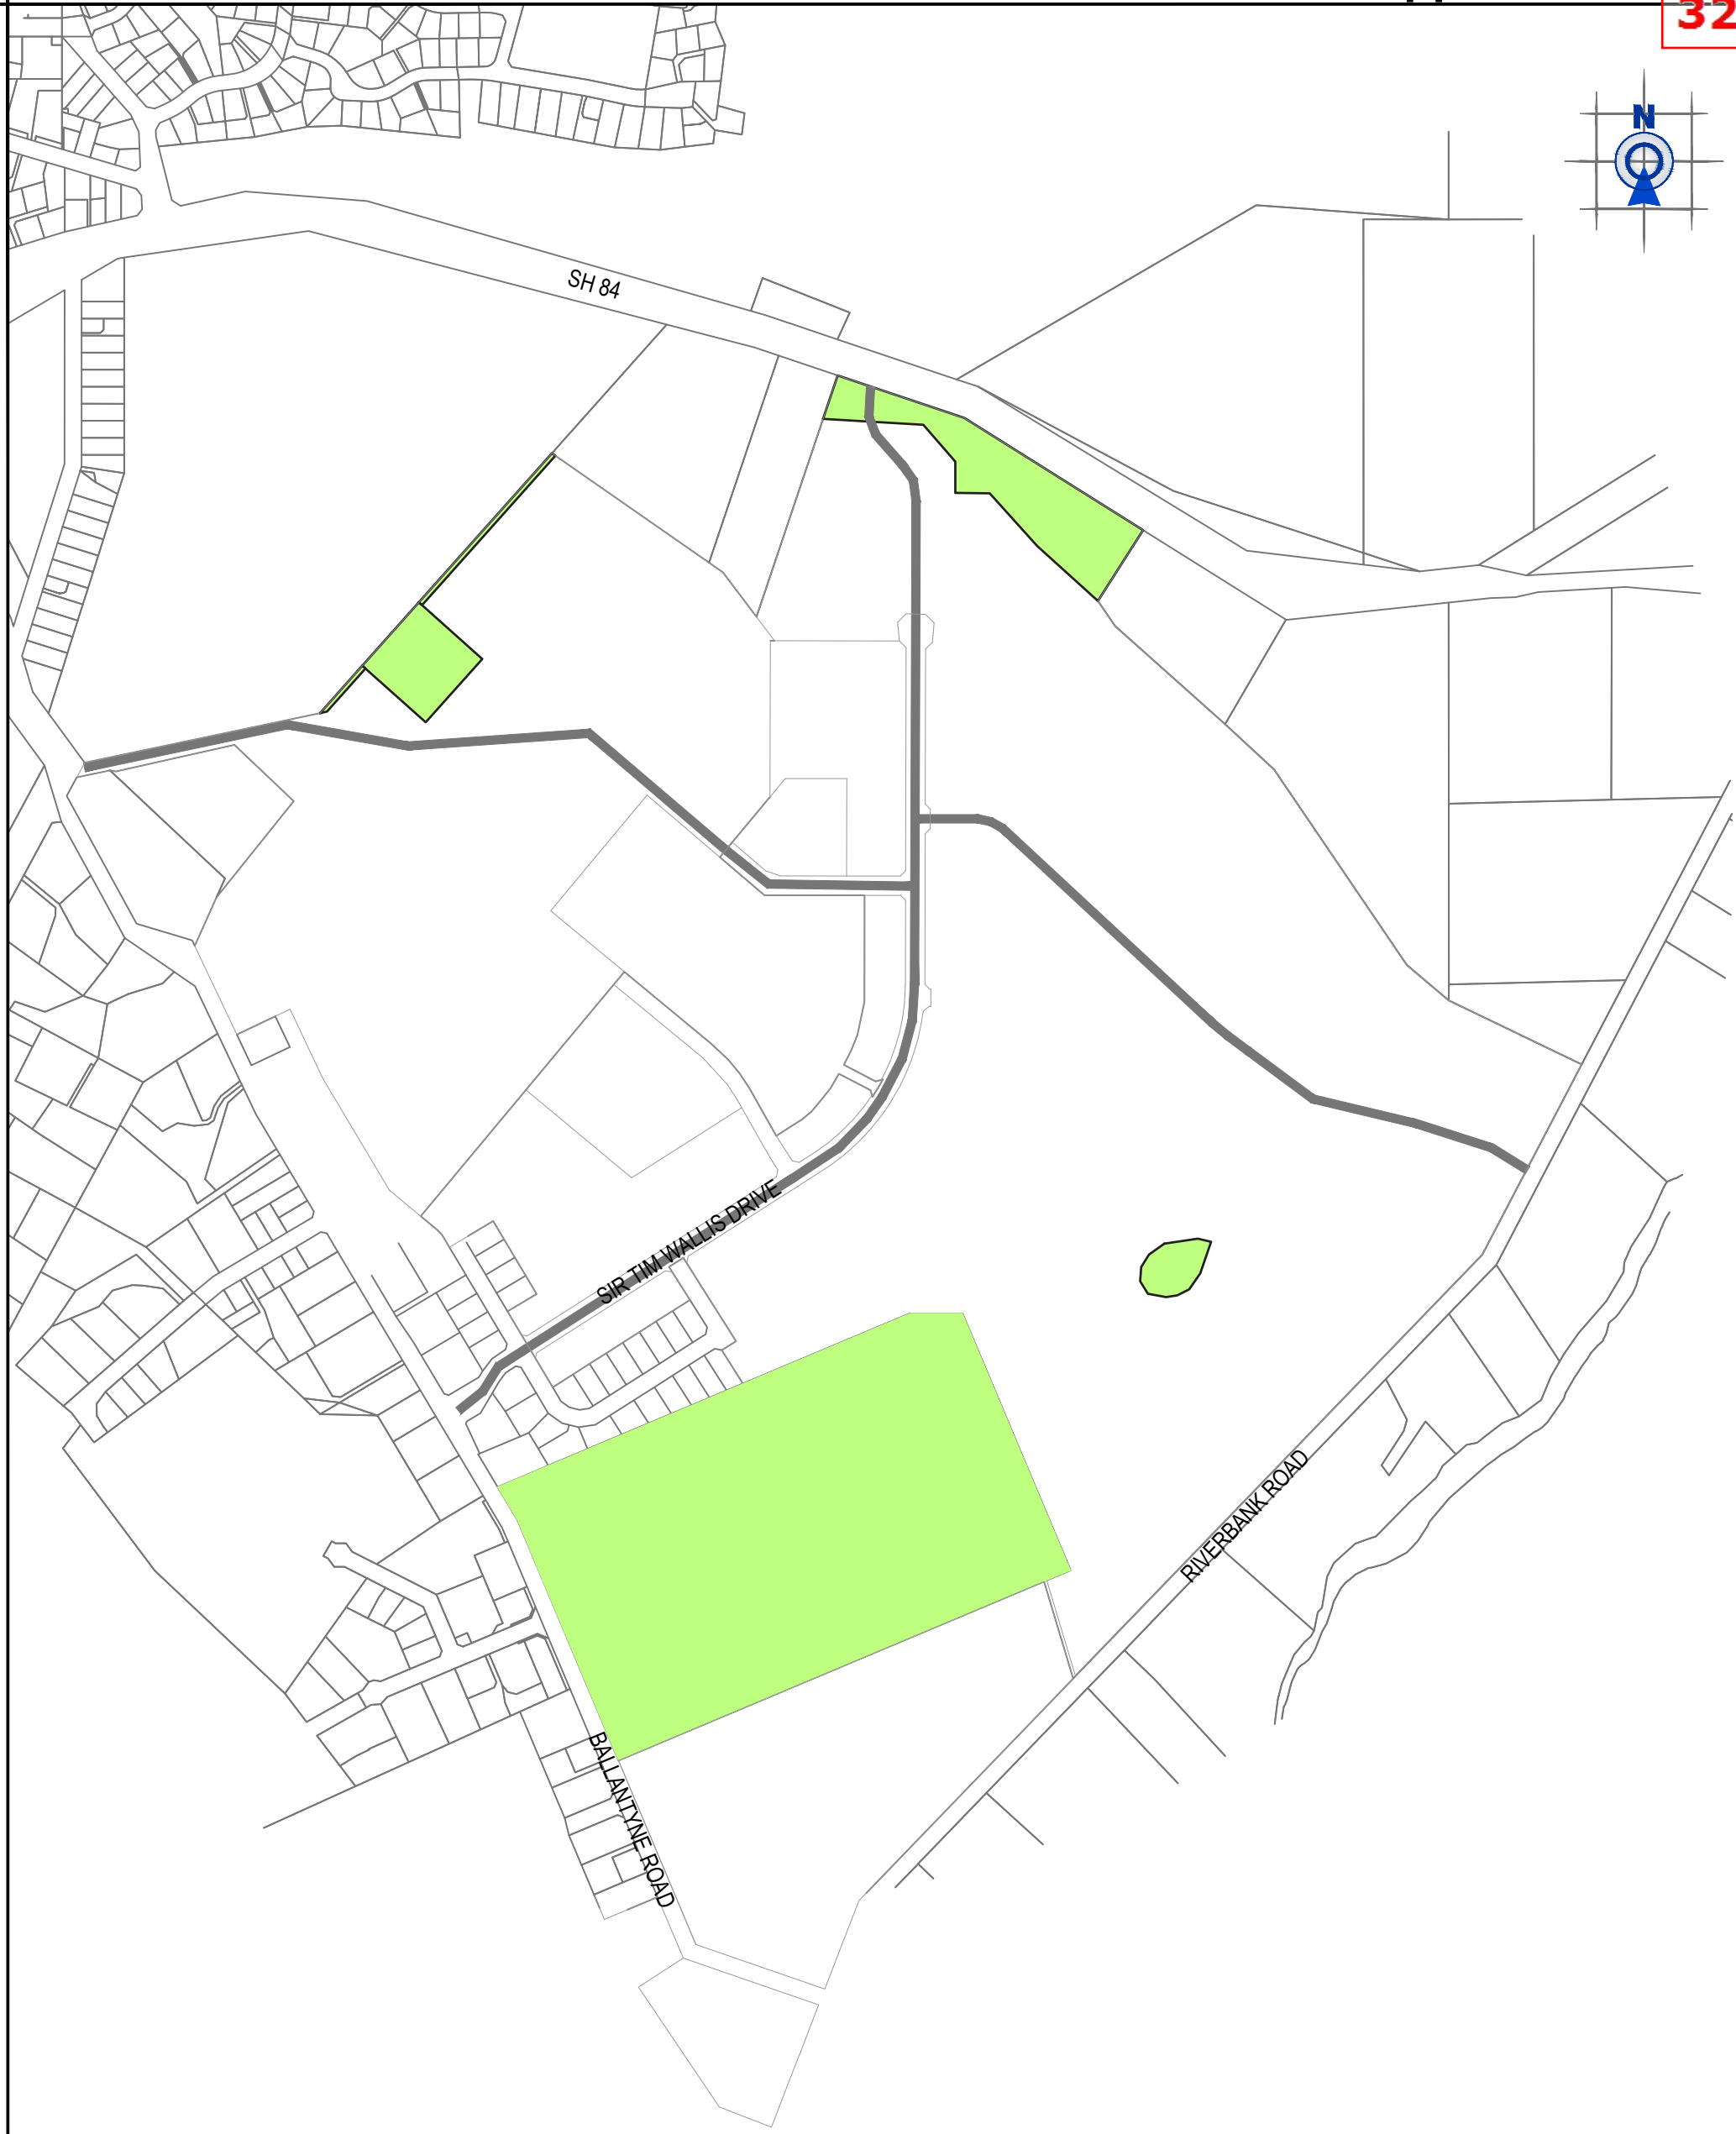 32
N
SH 84
SIR TIM WALLIS DRIVE
RIVERBANK ROAD
BALLANTYNE ROAD